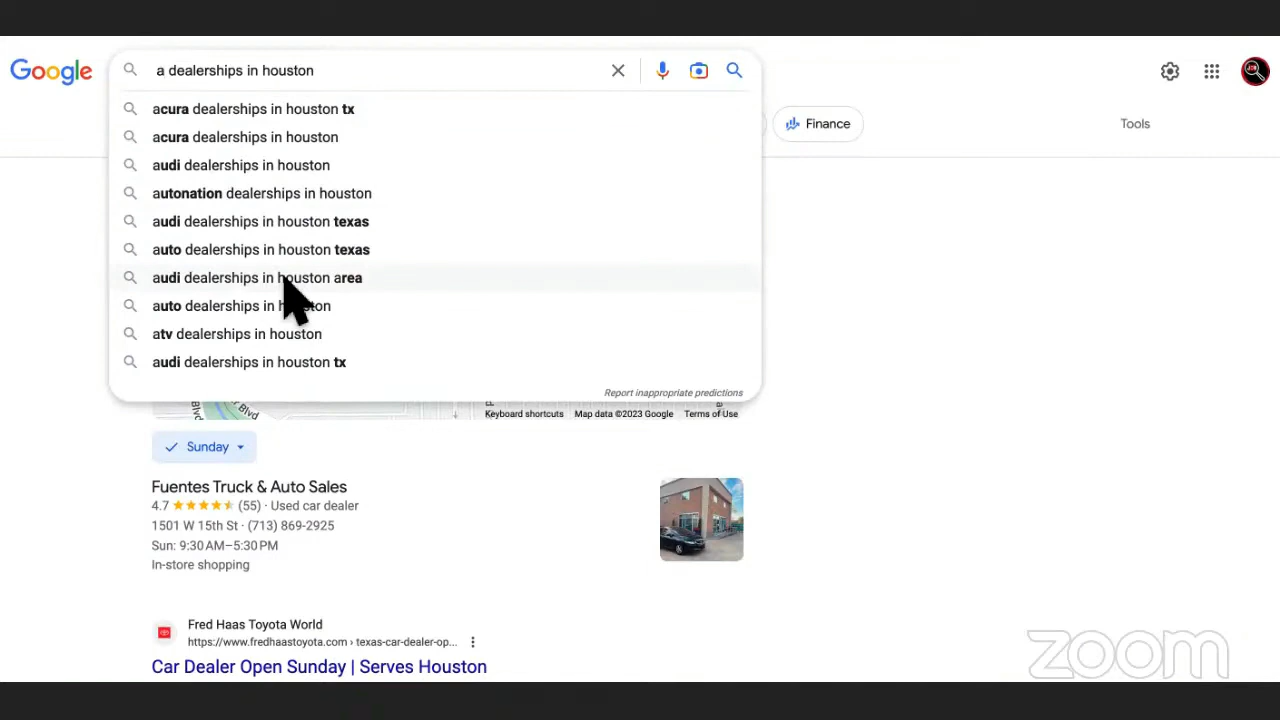 Google
a dealerships in houston
acura dealerships in houston tx
acura dealerships in houston
audi dealerships in houston
autonation dealerships in houston
audi dealerships in houston texas
auto dealerships in houston texas
audi dealerships in houston area
auto dealerships in houston
atv dealerships in houston
audi dealerships in houston tx
Report inappropriate predictions
Finance
Tools
Blvd
Keyboard shortcuts Map data ©2023 Google Terms of Use
Sunday
Fuentes Truck & Auto Sales
4.7 (55) · Used car dealer
1501 W 15th St · (713) 869-2925
Sun: 9:30 AM–5:30 PM
In-store shopping
Fred Haas Toyota World
https://www.fredhaastoyota.com › texas-car-dealer-op...
Car Dealer Open Sunday | Serves Houston
zoom